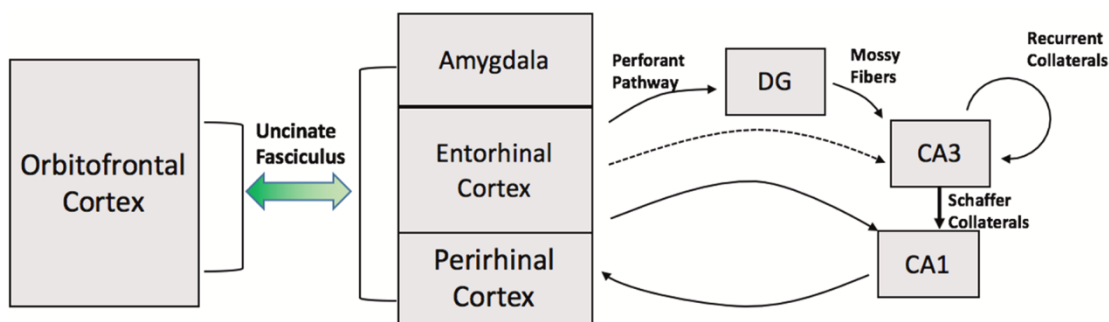 Orbitofrontal
Cortex
Uncinate
Fasciculus
Amygdala
Entorhinal
Cortex
Perirhinal
Cortex
Perforant
Pathway
DG
Mossy
Fibers
Recurrent
Collaterals
CA3
Schaffer
Collaterals
CA1